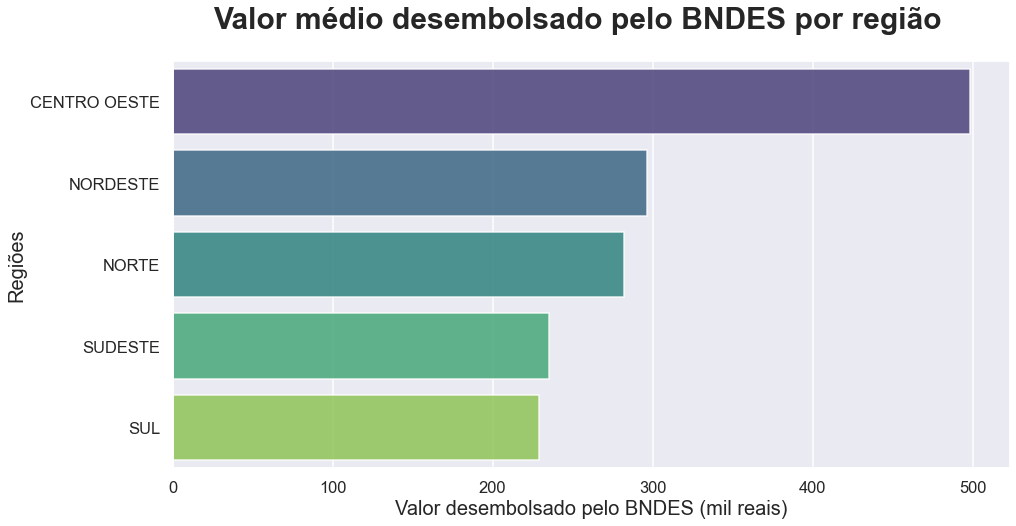 Valor médio desembolsado pelo BNDES por região
Regiões
CENTRO OESTE
NORDESTE
NORTE
SUDESTE
SUL
0 100 200 300 400 500
Valor desembolsado pelo BNDES (mil reais)